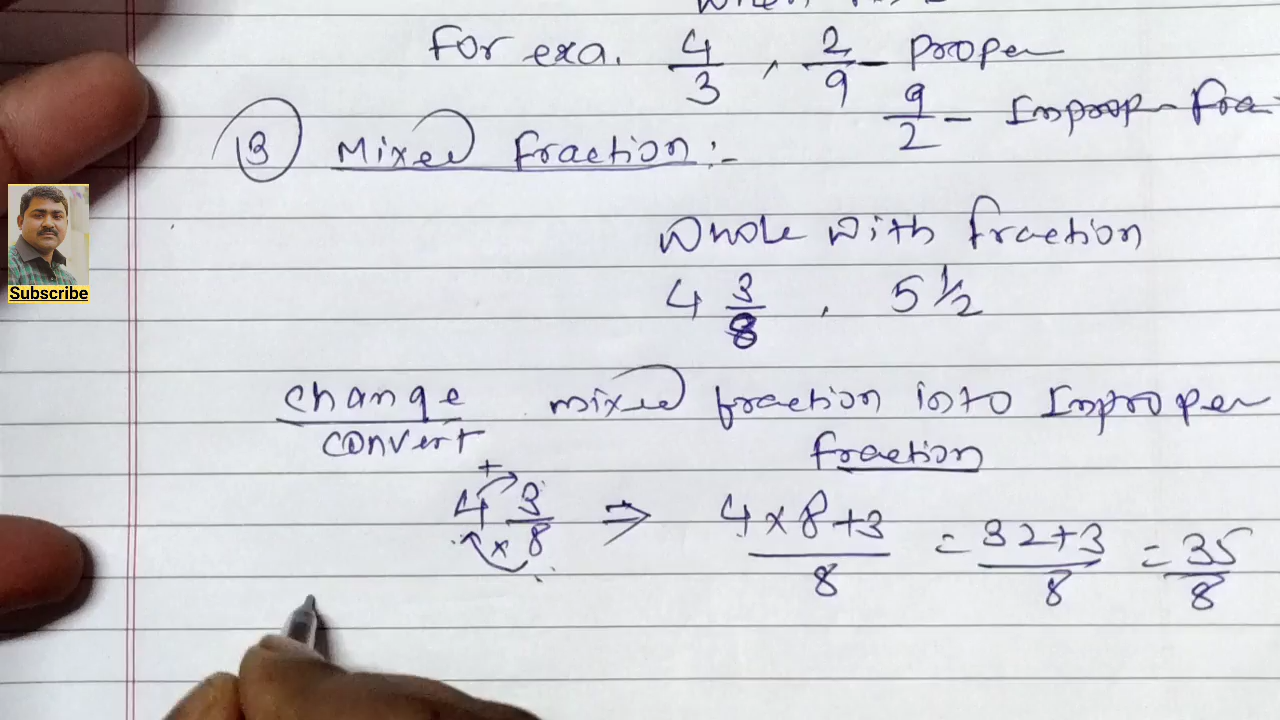 When
For exa. 4/3 , 2/9 - proper
9/2 - Improp - fra-
(3) Mixed fraction:-
Whole with fraction
4 3/8 , 5 1/2
change mixed fraction into Improper
convert fraction
+
4 3/8 ⇒ 4×8+3/8 = 32+3/8 = 35/8
×
Subscribe